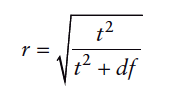 r = √(t² / (t² + df))